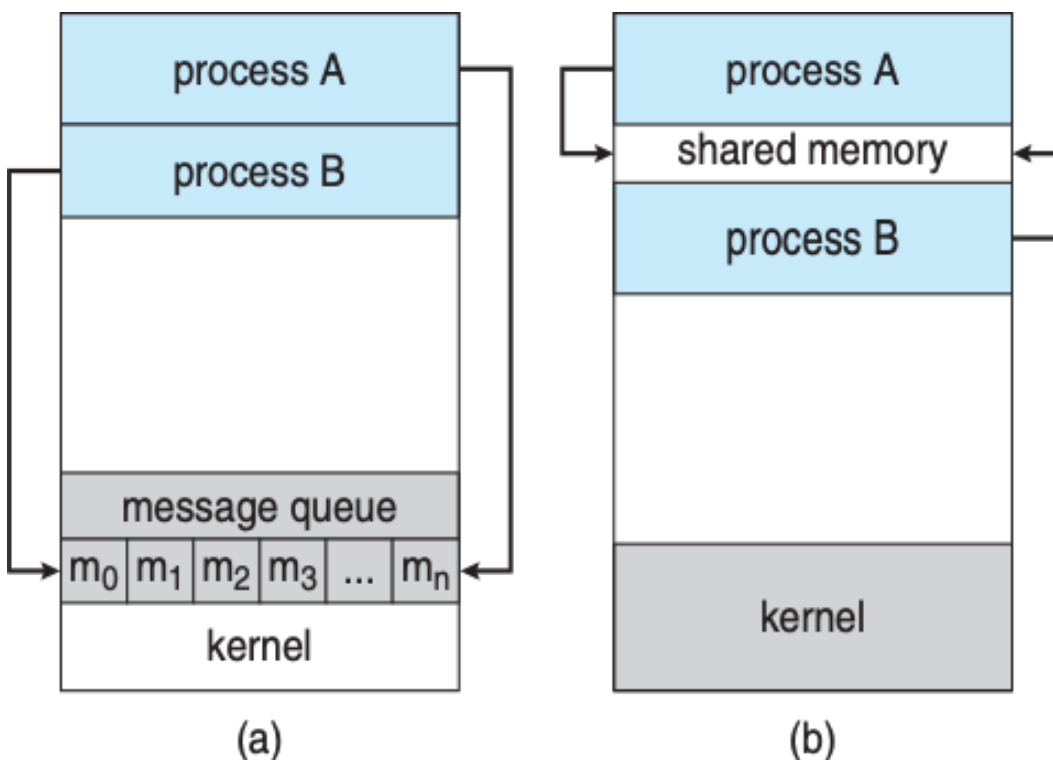 process A
process B
message queue
m0 m1 m2 m3 ... mn
kernel
(a)
process A
shared memory
process B
kernel
(b)